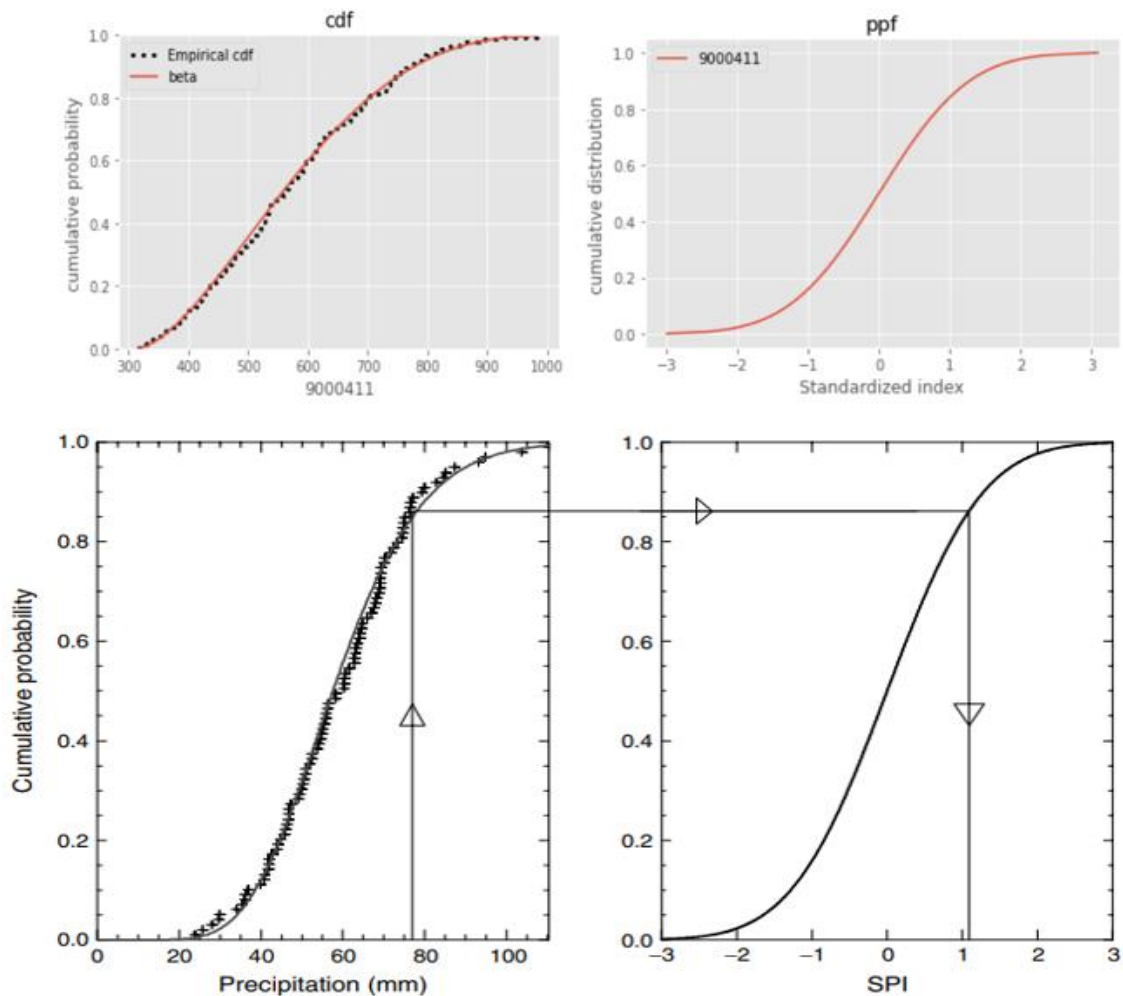 cdf
1.0
0.8
0.6
0.4
0.2
0.0
cumulative probability
Empirical cdf
beta
300 400 500 600 700 800 900 1000
9000411
ppf
1.0
0.8
0.6
0.4
0.2
0.0
cumulative distribution
9000411
−3 −2 −1 0 1 2 3
Standardized index
1.0
0.8
0.6
0.4
0.2
0.0
Cumulative probability
0 20 40 60 80 100
Precipitation (mm)
1.0
0.8
0.6
0.4
0.2
0.0
−3 −2 −1 0 1 2 3
SPI